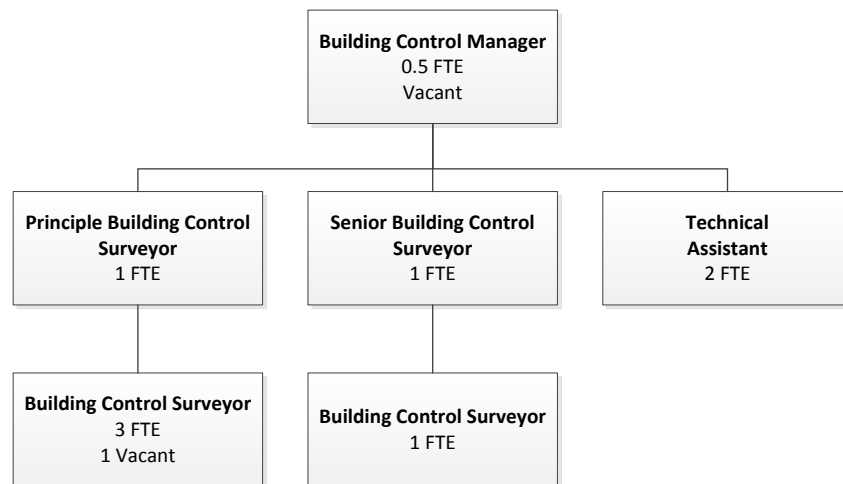 Building Control Manager
0.5 FTE
Vacant
Principle Building Control
Surveyor
1 FTE
Senior Building Control
Surveyor
1 FTE
Technical
Assistant
2 FTE
Building Control Surveyor
3 FTE
1 Vacant
Building Control Surveyor
1 FTE